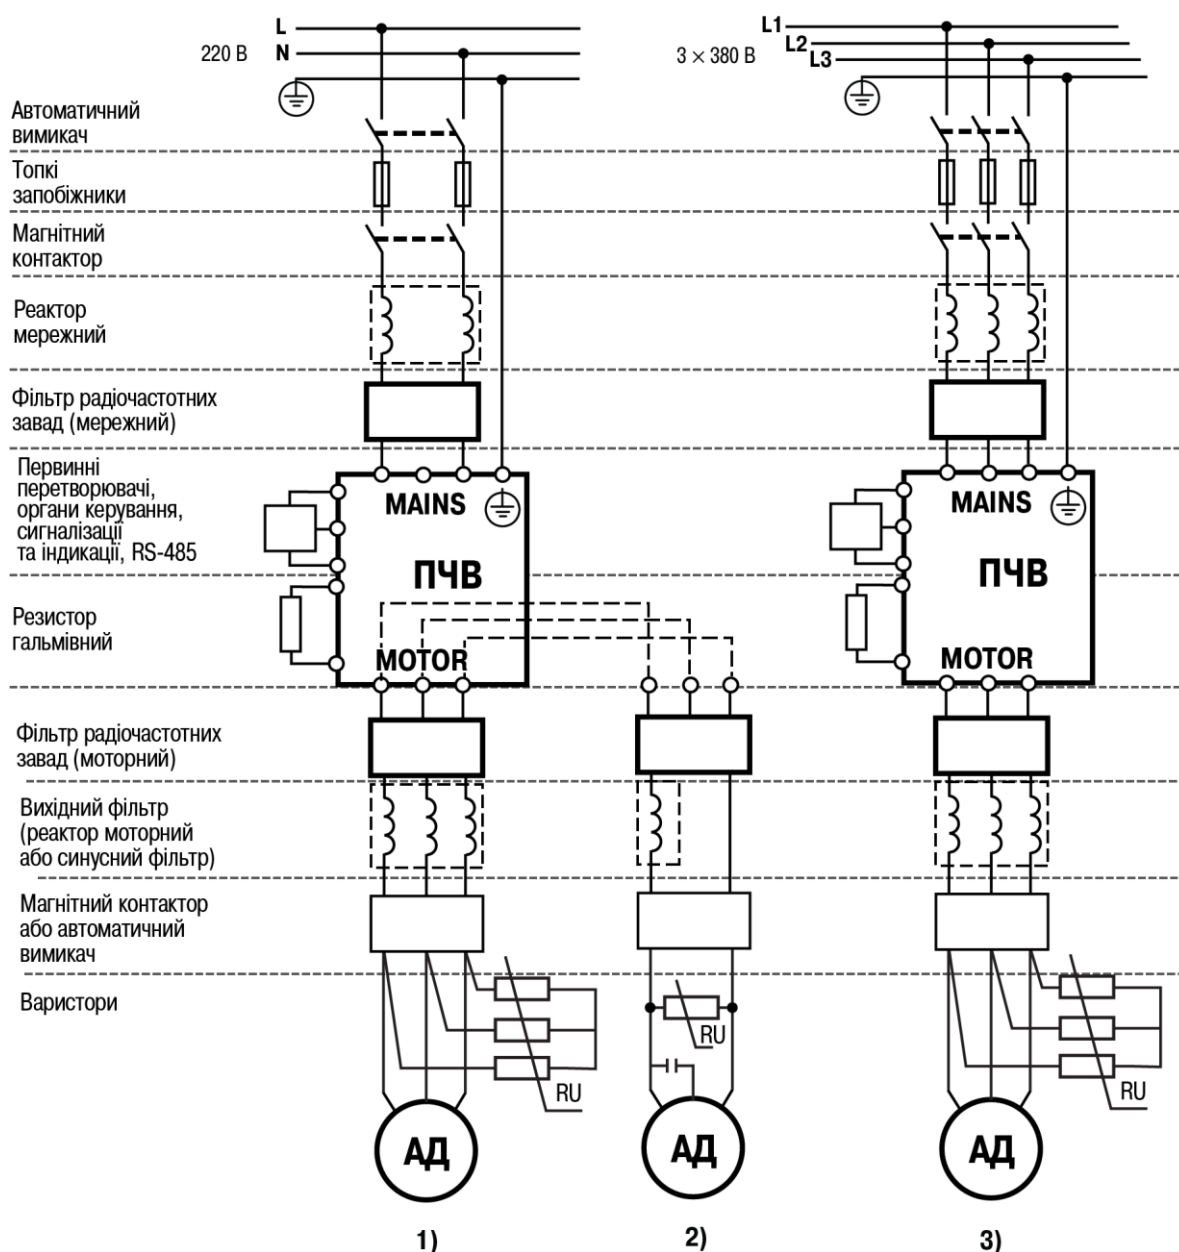 L
220 В N
L1
L2
3 × 380 В
L3
Автоматичний
вимикач
Топкі
запобіжники
Магнітний
контактор
Реактор
мережний
Фільтр радіочастотних
завад (мережний)
Первинні
перетворювачі,
органи керування,
сигналізації
та індикації, RS-485
MAINS
ПЧВ
MOTOR
MAINS
ПЧВ
MOTOR
Резистор
гальмівний
Фільтр радіочастотних
завад (моторний)
Вихідний фільтр
(реактор моторний
або синусний фільтр)
Магнітний контактор
або автоматичний
вимикач
Варистори
RU
RU
RU
АД
АД
АД
1)
2)
3)